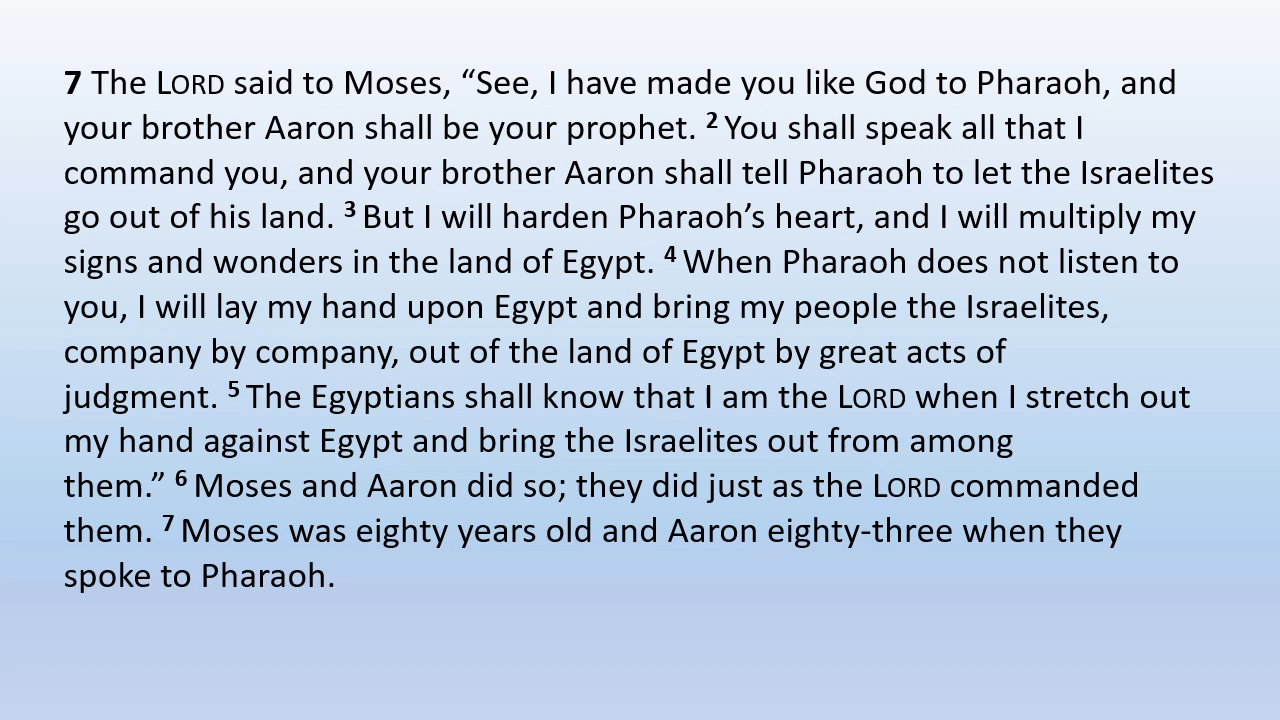 7 The LORD said to Moses, “See, I have made you like God to Pharaoh, and
your brother Aaron shall be your prophet. 2 You shall speak all that I
command you, and your brother Aaron shall tell Pharaoh to let the Israelites
go out of his land. 3 But I will harden Pharaoh’s heart, and I will multiply my
signs and wonders in the land of Egypt. 4 When Pharaoh does not listen to
you, I will lay my hand upon Egypt and bring my people the Israelites,
company by company, out of the land of Egypt by great acts of
judgment. 5 The Egyptians shall know that I am the LORD when I stretch out
my hand against Egypt and bring the Israelites out from among
them.” 6 Moses and Aaron did so; they did just as the LORD commanded
them. 7 Moses was eighty years old and Aaron eighty-three when they
spoke to Pharaoh.